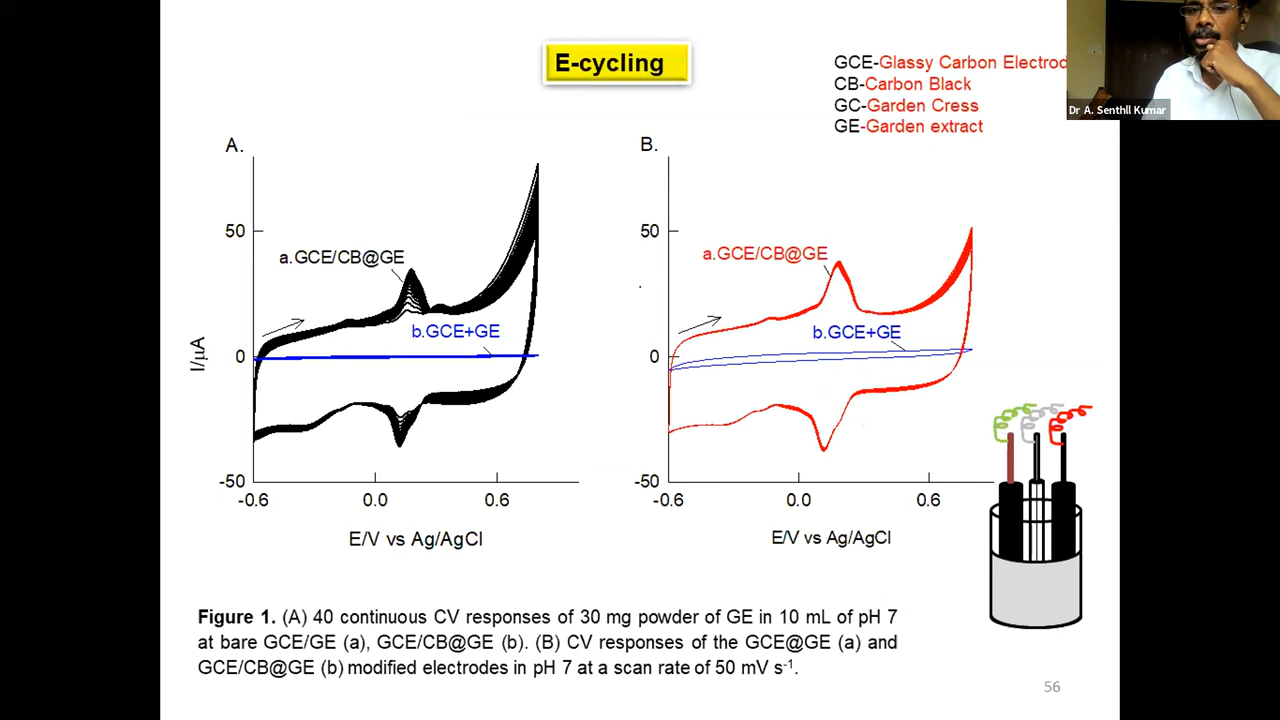 E-cycling
GCE-Glassy Carbon Electrod
CB-Carbon Black
GC-Garden Cress
GE-Garden extract
Dr A. Senthil Kumar
A.
50
0
-50
-0.6
0.0
0.6
I/µA
a.GCE/CB@GE
b.GCE+GE
E/V vs Ag/AgCl
B.
50
0
-50
-0.6
0.0
0.6
a.GCE/CB@GE
b.GCE+GE
E/V vs Ag/AgCl
Figure 1. (A) 40 continuous CV responses of 30 mg powder of GE in 10 mL of pH 7
at bare GCE/GE (a), GCE/CB@GE (b). (B) CV responses of the GCE@GE (a) and
GCE/CB@GE (b) modified electrodes in pH 7 at a scan rate of 50 mV s-1.
56